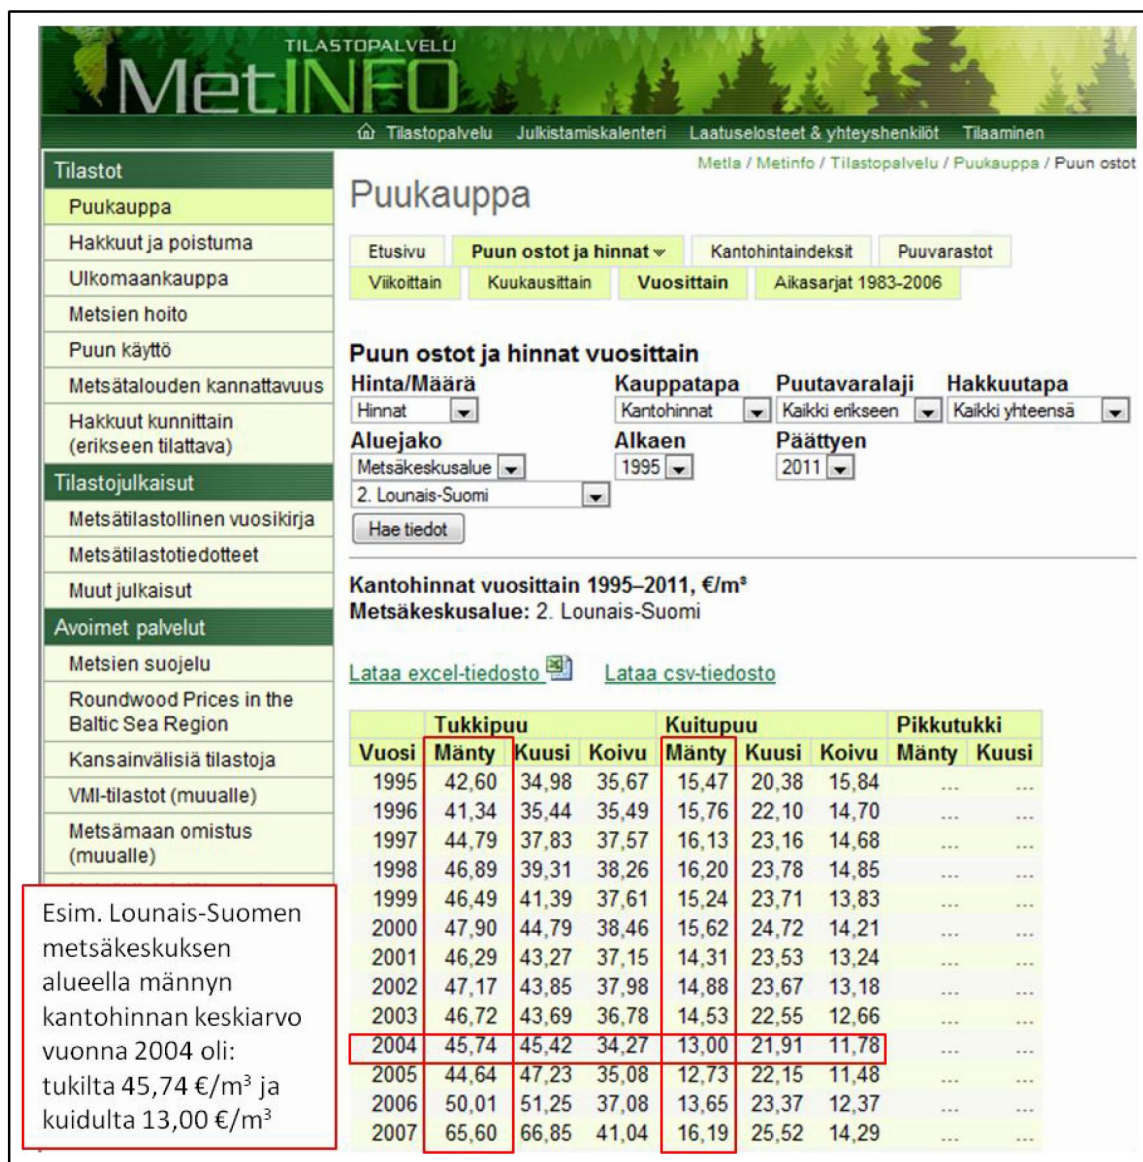 TILASTOPALVELU
MetINFO
Tilastopalvelu Julkistamiskalenteri Laatuselosteet & yhteyshenkilöt Tilaaminen
Metla / Metinfo / Tilastopalvelu / Puukauppa / Puun ostot
Tilastot
Puukauppa
Hakkuut ja poistuma
Ulkomaankauppa
Metsien hoito
Puun käyttö
Metsätalouden kannattavuus
Hakkuut kunnittain
(erikseen tilattava)
Tilastojulkaisut
Metsätilastollinen vuosikirja
Metsätilastotiedotteet
Muut julkaisut
Avoimet palvelut
Metsien suojelu
Roundwood Prices in the
Baltic Sea Region
Kansainvälisiä tilastoja
VMI-tilastot (muualle)
Metsämaan omistus
(muualle)
Esim. Lounais-Suomen
metsäkeskuksen
alueella männyn
kantohinnan keskiarvo
vuonna 2004 oli:
tukilta 45,74 €/m³ ja
kuidulta 13,00 €/m³
Puukauppa
Etusivu Puun ostot ja hinnat Kantohintaindeksit Puuvarastot
Viikoittain Kuukausittain Vuosittain Aikasarjat 1983-2006
Puun ostot ja hinnat vuosittain
Hinta/Määrä Kauppatapa Puutavaralaji Hakkuutapa
Hinnat Kantohinnat Kaikki erikseen Kaikki yhteensä
Aluejako Alkaen Päättyen
Metsäkeskusalue 1995 2011
2. Lounais-Suomi
Hae tiedot
Kantohinnat vuosittain 1995–2011, €/m³
Metsäkeskusalue: 2. Lounais-Suomi
Lataa excel-tiedosto Lataa csv-tiedosto
Tukkipuu Kuitupuu Pikkutukki
Vuosi Mänty Kuusi Koivu Mänty Kuusi Koivu Mänty Kuusi
1995 42,60 34,98 35,67 15,47 20,38 15,84 ... ...
1996 41,34 35,44 35,49 15,76 22,10 14,70 ... ...
1997 44,79 37,83 37,57 16,13 23,16 14,68 ... ...
1998 46,89 39,31 38,26 16,20 23,78 14,85 ... ...
1999 46,49 41,39 37,61 15,24 23,71 13,83 ... ...
2000 47,90 44,79 38,46 15,62 24,72 14,21 ... ...
2001 46,29 43,27 37,15 14,31 23,53 13,24 ... ...
2002 47,17 43,85 37,98 14,88 23,67 13,18 ... ...
2003 46,72 43,69 36,78 14,53 22,55 12,66 ... ...
2004 45,74 45,42 34,27 13,00 21,91 11,78 ... ...
2005 44,64 47,23 35,08 12,73 22,15 11,48 ... ...
2006 50,01 51,25 37,08 13,65 23,37 12,37 ... ...
2007 65,60 66,85 41,04 16,19 25,52 14,29 ... ...